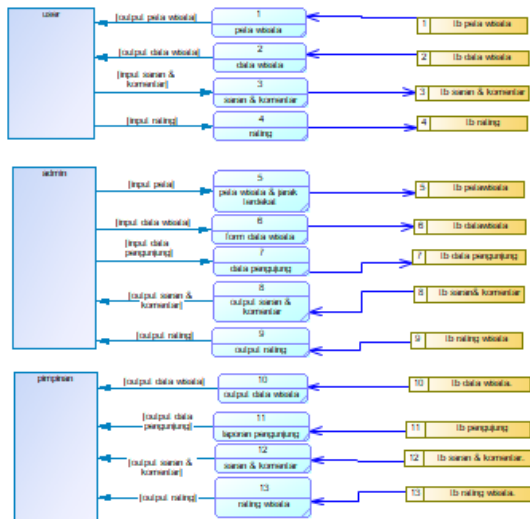 user
[output peta wisata]
1
peta wisata
1 tb peta wisata
[output data wisata]
2
data wisata
2 tb data wisata
[input saran &
komentar]
3
saran & komentar
3 tb saran & komentar
[input rating]
4
rating
4 tb rating
admin
[input peta]
5
peta wisata & jarak
terdekat
5 tb petawisata
[input data wisata]
6
form data wisata
6 tb datawisata
[input data
pengunjung]
7
data pengujung
7 tb data pengunjung
[output saran &
komentar]
8
output saran &
komentar
8 tb saran& komentar
[output rating]
9
output rating
9 tb rating wisata
pimpinan
[output data wisata]
10
output data wisata
10 tb data wisata.
[output data
pengunjung]
11
laporan pengunjung
11 tb pengujung
[output saran &
komentar]
12
saran & komentar
12 tb saran & komentar.
[output rating]
13
rating wisata
13 tb rating wisata.